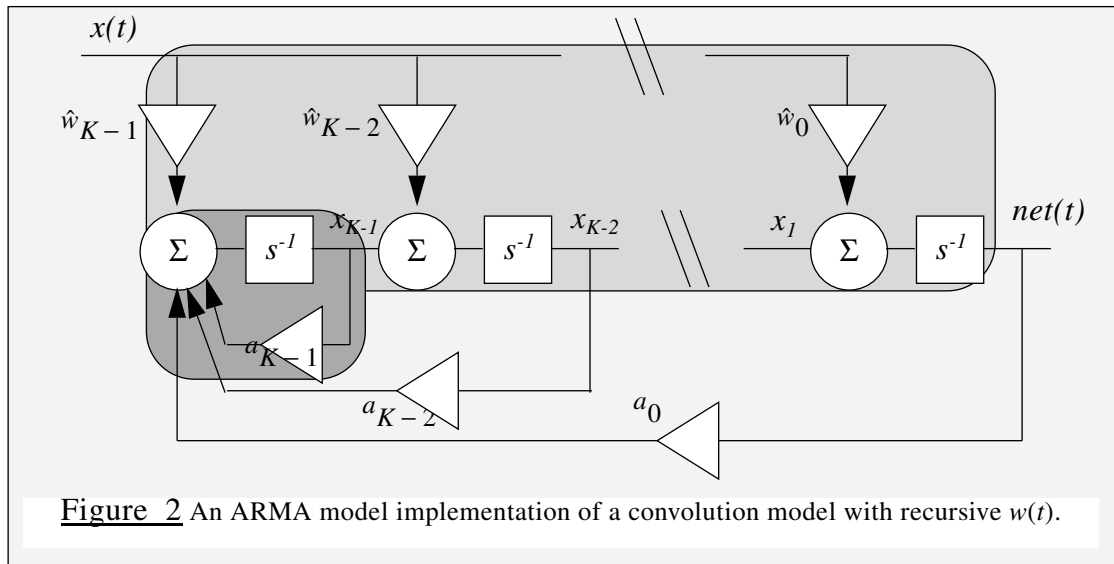 x(t)
ŵK – 1 ŵK – 2 ŵ0
Σ s-1 xK-1 Σ s-1 xK-2 x1 Σ s-1 net(t)
aK – 1
aK – 2
a0
Figure 2 An ARMA model implementation of a convolution model with recursive w(t).